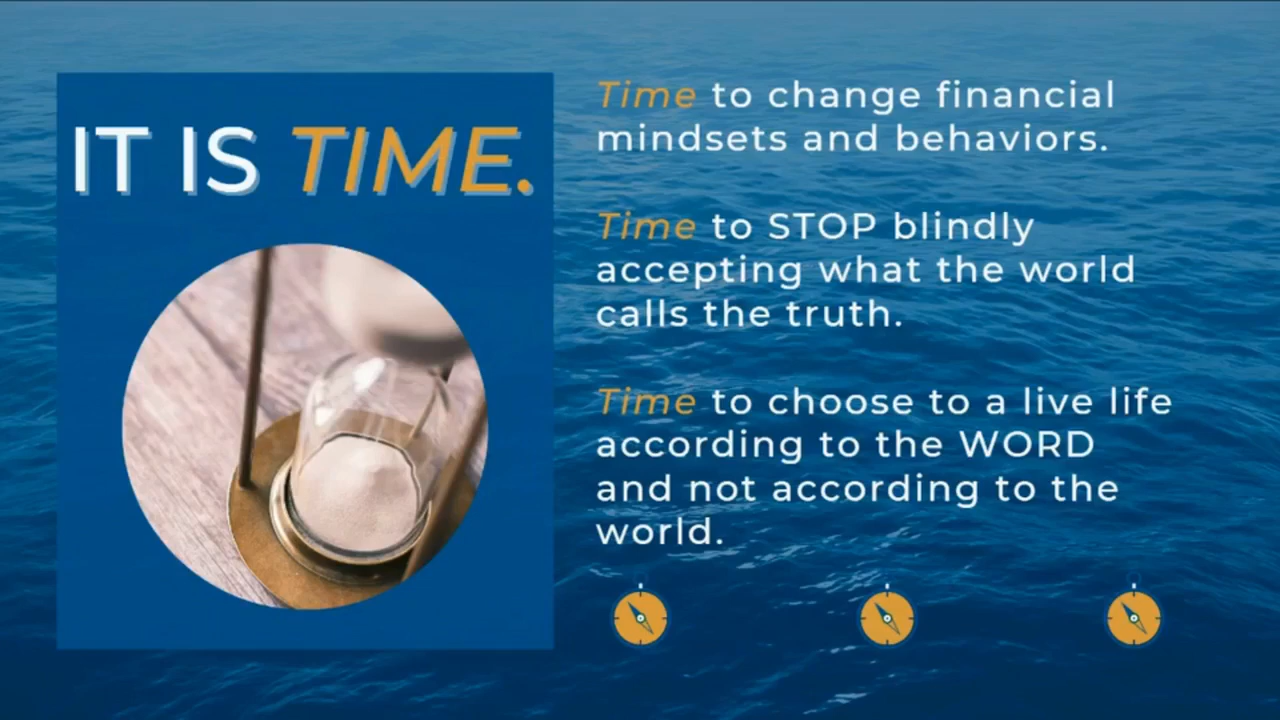 IT IS TIME.
Time to change financial
mindsets and behaviors.
Time to STOP blindly
accepting what the world
calls the truth.
Time to choose to a live life
according to the WORD
and not according to the
world.